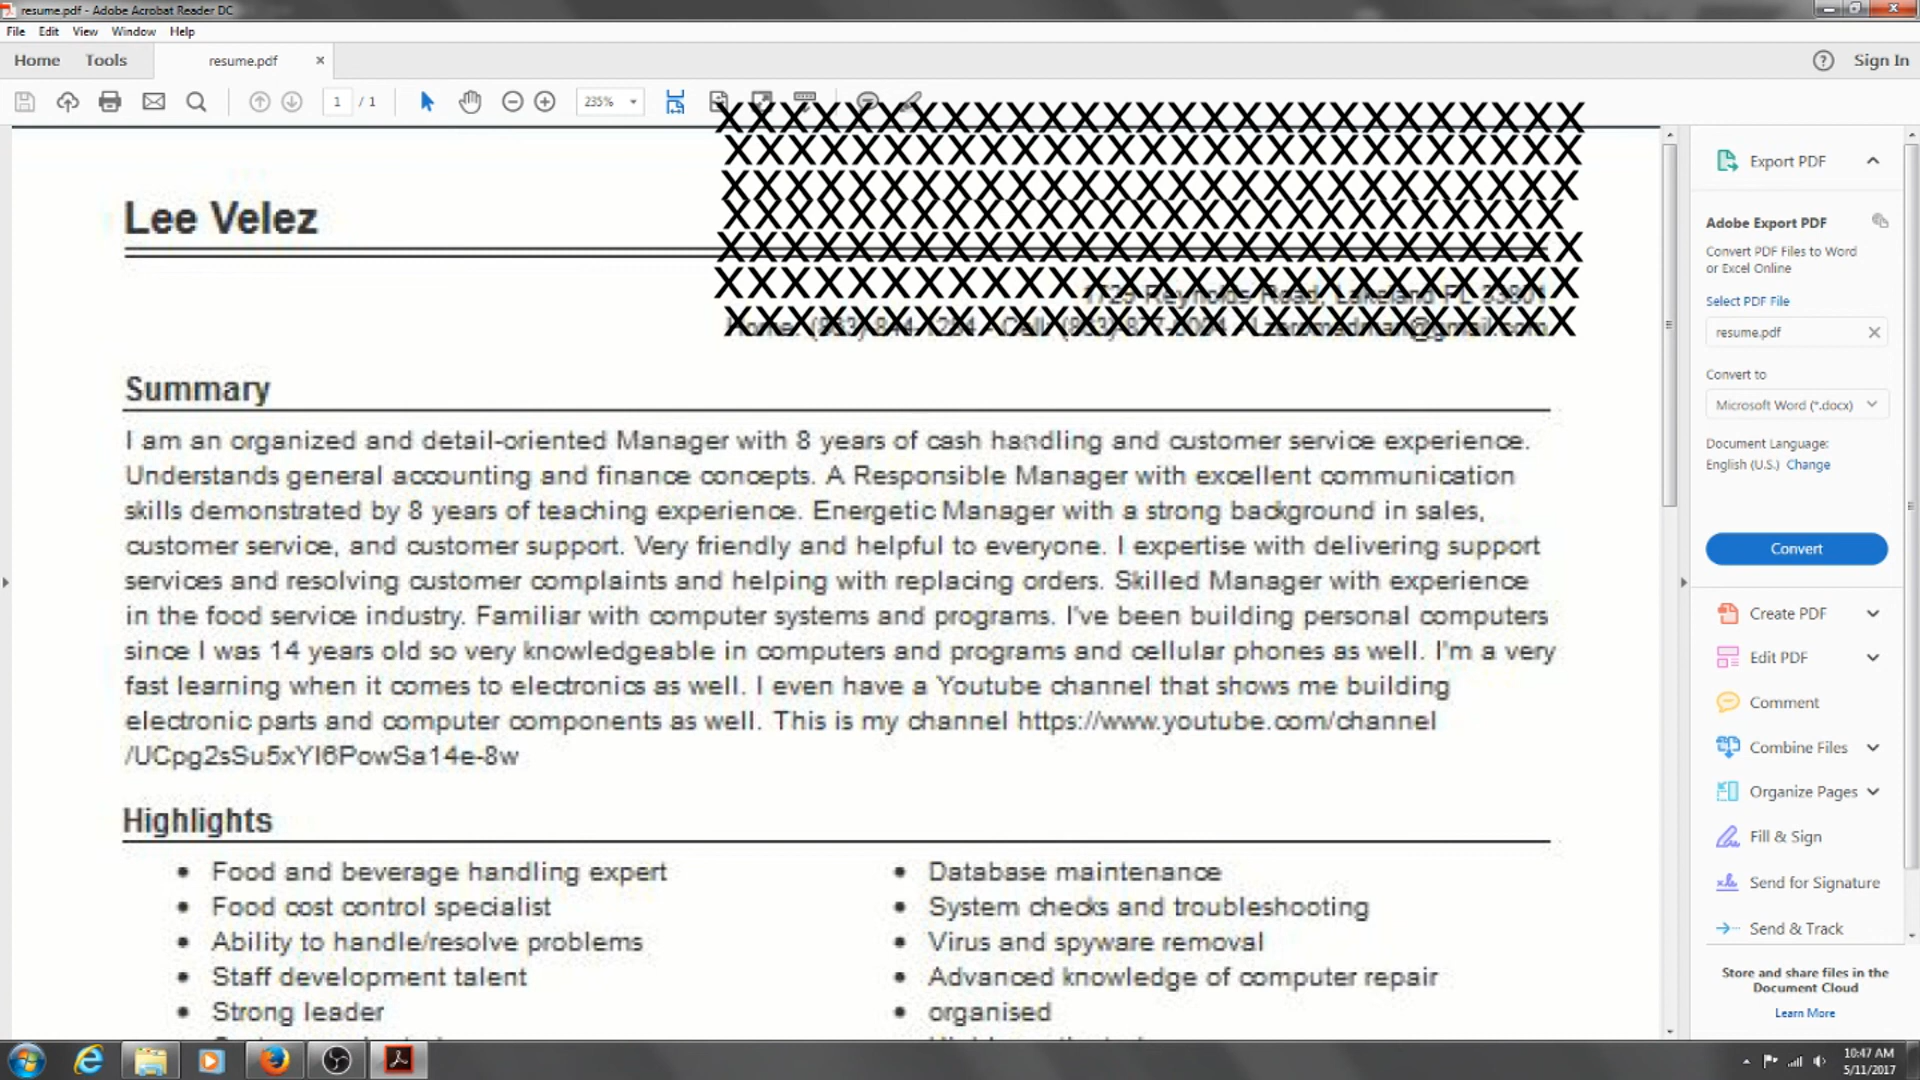 resume.pdf - Adobe Acrobat Reader DC
File Edit View Window Help
Home Tools resume.pdf Sign In
1 / 1 235%
Lee Velez
Summary
I am an organized and detail-oriented Manager with 8 years of cash handling and customer service experience.
Understands general accounting and finance concepts. A Responsible Manager with excellent communication
skills demonstrated by 8 years of teaching experience. Energetic Manager with a strong background in sales,
customer service, and customer support. Very friendly and helpful to everyone. I expertise with delivering support
services and resolving customer complaints and helping with replacing orders. Skilled Manager with experience
in the food service industry. Familiar with computer systems and programs. I've been building personal computers
since I was 14 years old so very knowledgeable in computers and programs and cellular phones as well. I'm a very
fast learning when it comes to electronics as well. I even have a Youtube channel that shows me building
electronic parts and computer components as well. This is my channel https://www.youtube.com/channel
/UCpg2sSu5xYI6PowSa14e-8w
Highlights
• Food and beverage handling expert
• Food cost control specialist
• Ability to handle/resolve problems
• Staff development talent
• Strong leader
• Database maintenance
• System checks and troubleshooting
• Virus and spyware removal
• Advanced knowledge of computer repair
• organised
Export PDF
Adobe Export PDF
Convert PDF Files to Word
or Excel Online
Select PDF File
resume.pdf
Convert to
Microsoft Word (*.docx)
Document Language:
English (U.S.) Change
Convert
Create PDF
Edit PDF
Comment
Combine Files
Organize Pages
Fill & Sign
Send for Signature
Send & Track
Store and share files in the
Document Cloud
Learn More
10:47 AM
5/11/2017